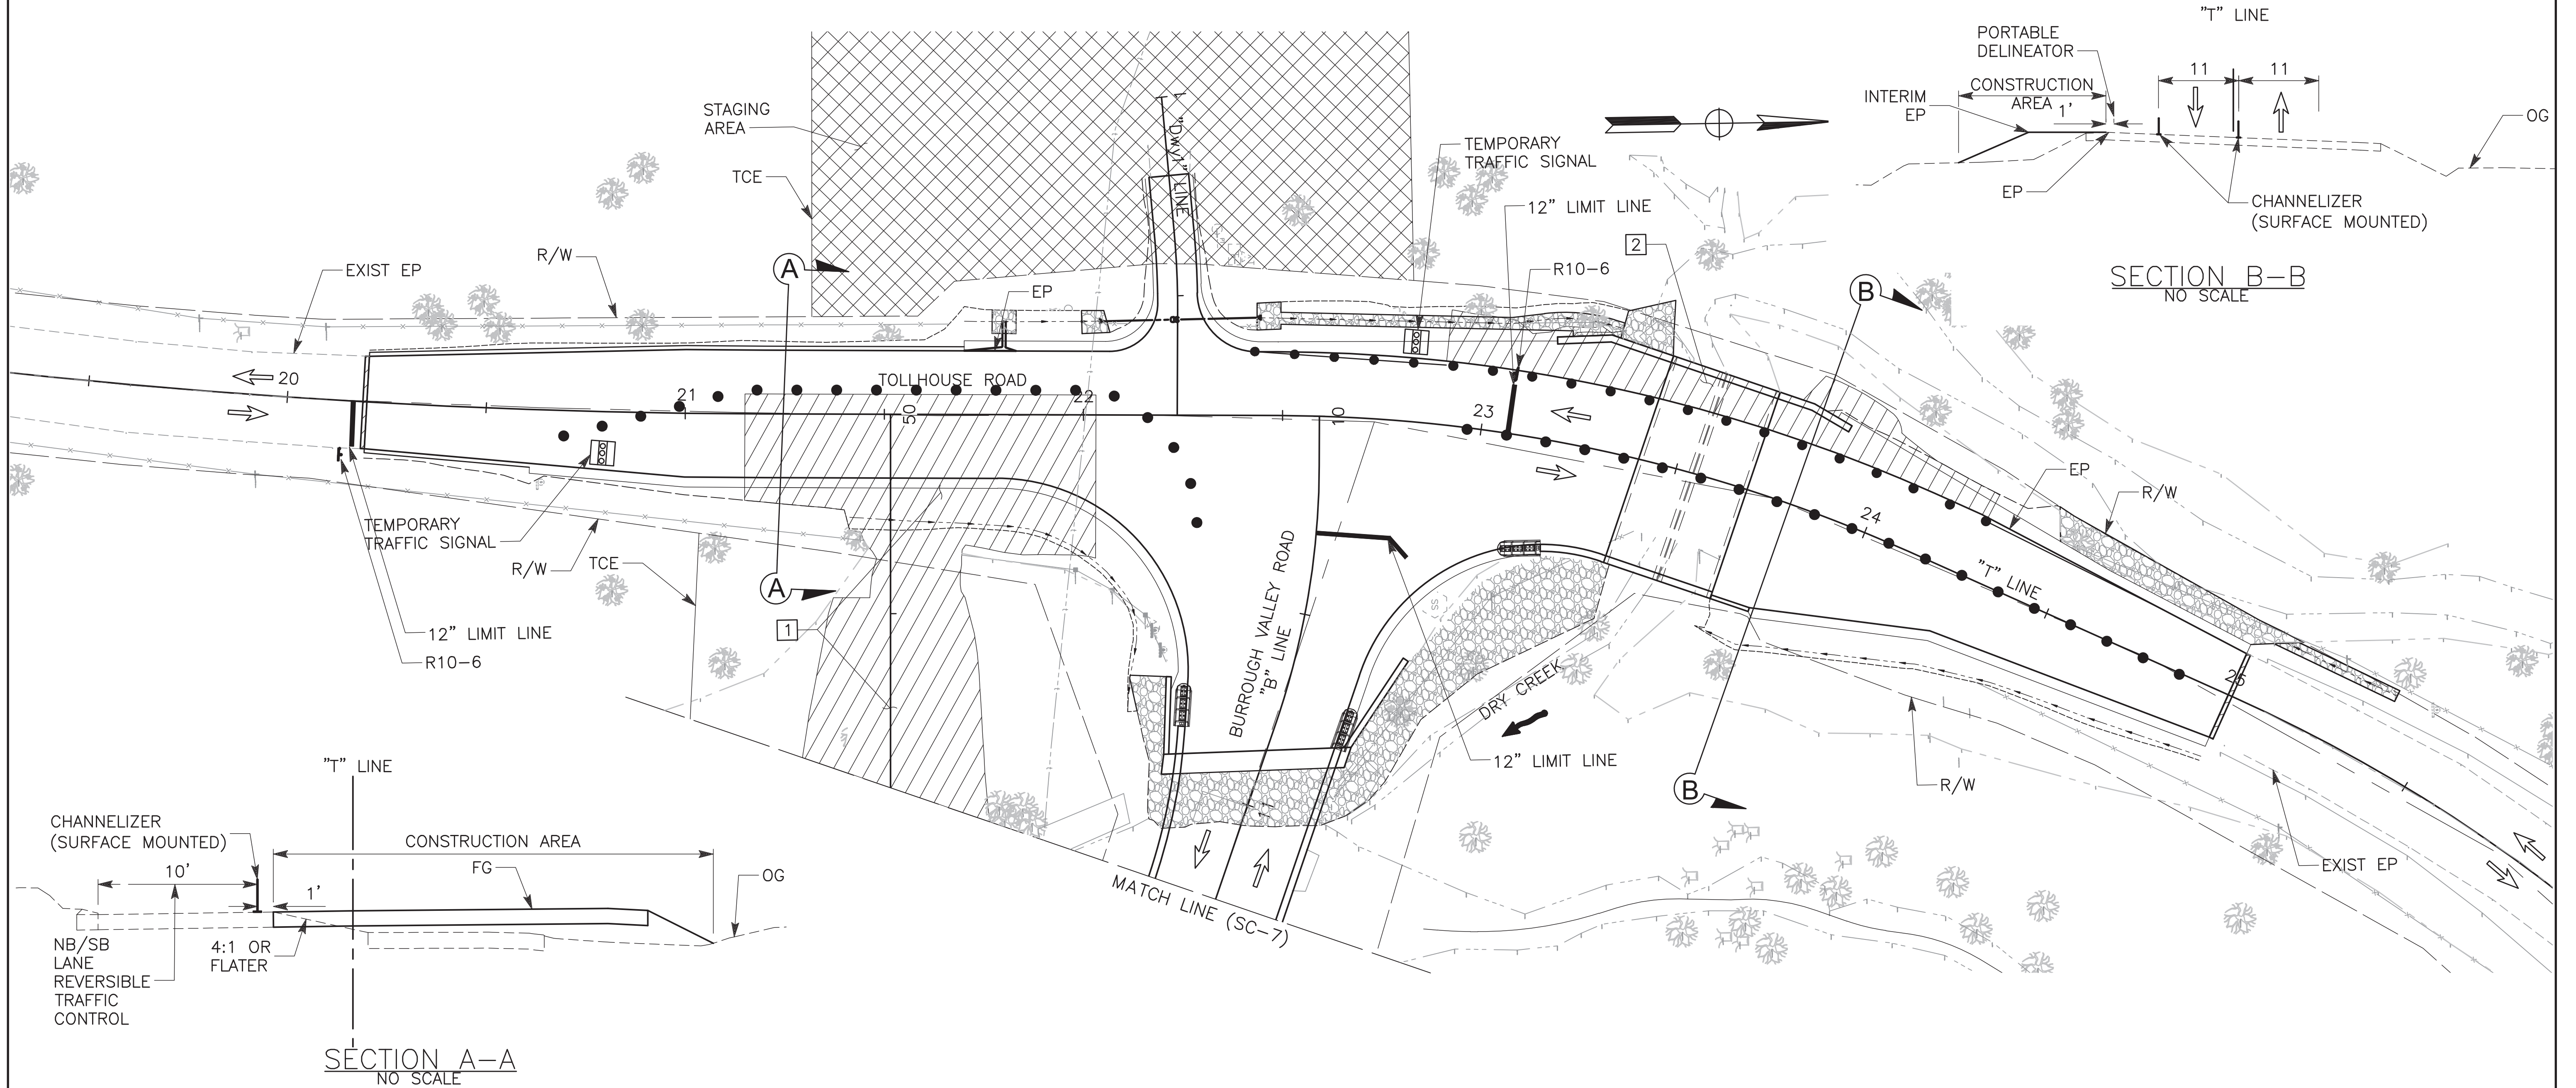 "T" LINE
PORTABLE
DELINEATOR
11
11
CONSTRUCTION
AREA
INTERIM
EP
1'
OG
EP
CHANNELIZER
(SURFACE MOUNTED)
SECTION B-B
NO SCALE
STAGING
AREA
TCE
"Dwy1" LINE
TEMPORARY
TRAFFIC SIGNAL
12" LIMIT LINE
2
R10-6
R/W
EXIST EP
A
EP
B
20
TOLLHOUSE ROAD
21
22
50
10
23
EP
R/W
24
TEMPORARY
TRAFFIC SIGNAL
R/W
TCE
A
"T" LINE
1
12" LIMIT LINE
R10-6
BURROUGH VALLEY ROAD
"B" LINE
DRY CREEK
25
12" LIMIT LINE
B
R/W
11
EXIST EP
MATCH LINE (SC-7)
"T" LINE
CHANNELIZER
(SURFACE MOUNTED)
CONSTRUCTION AREA
10'
FG
OG
1'
NB/SB
LANE
REVERSIBLE
TRAFFIC
CONTROL
4:1 OR
FLATER
SECTION A-A
NO SCALE